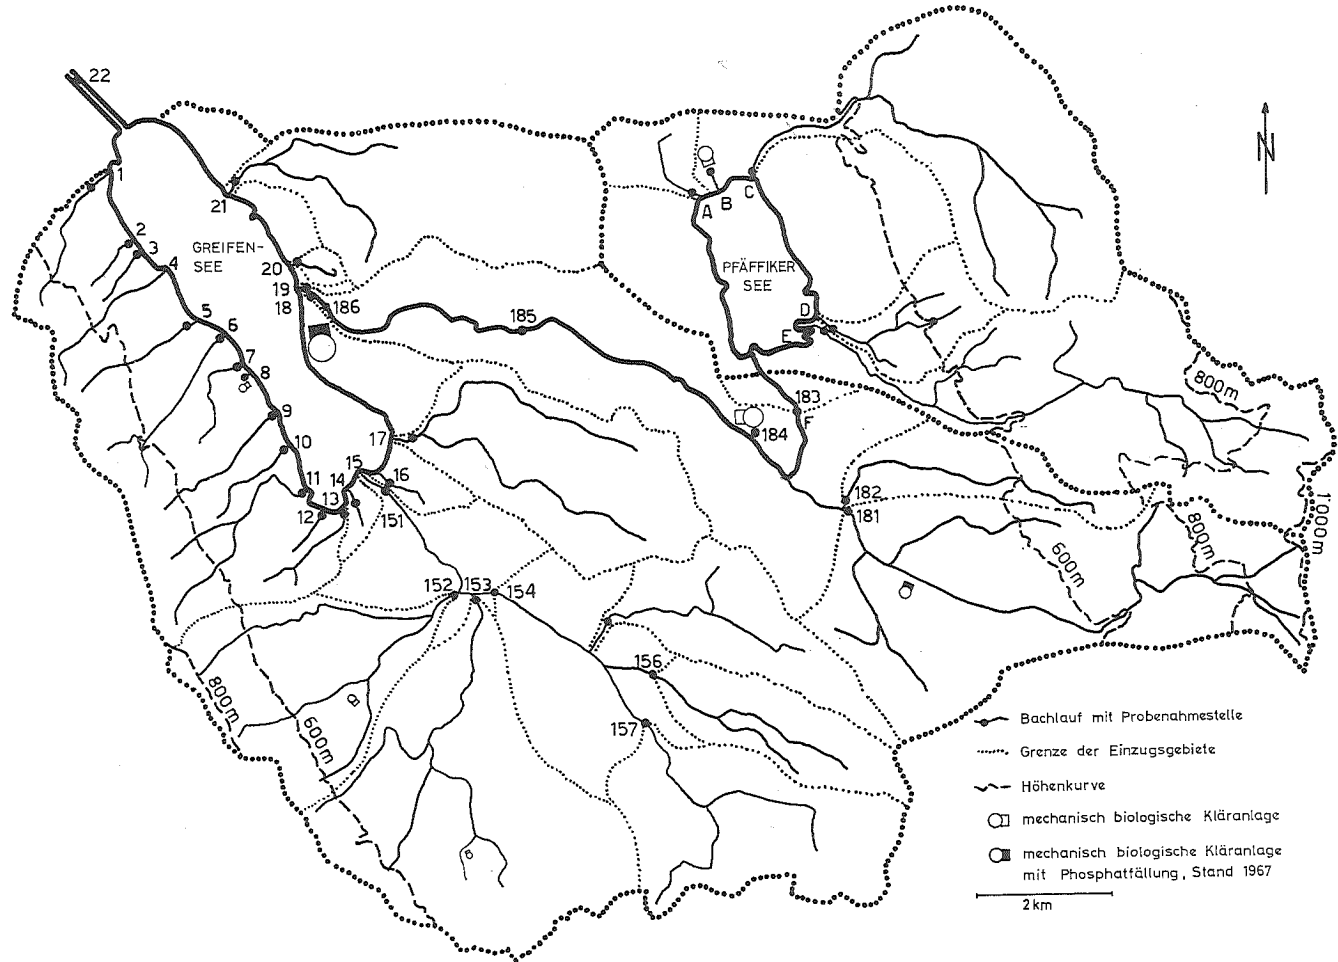 22
1
2
3
4
5
6
7
8
9
10
11
12
13
14
15
16
17
18
19
20
21
GREIFEN-
SEE
151
152
153
154
156
157
181
182
183
184
185
186
PFÄFFIKER
SEE
A
B
C
D
E
F
N
800m
600m
800m
800m
600m
1'000m
Bachlauf mit Probenahmestelle
Grenze der Einzugsgebiete
Höhenkurve
mechanisch biologische Kläranlage
mechanisch biologische Kläranlage
mit Phosphatfällung, Stand 1967
2km